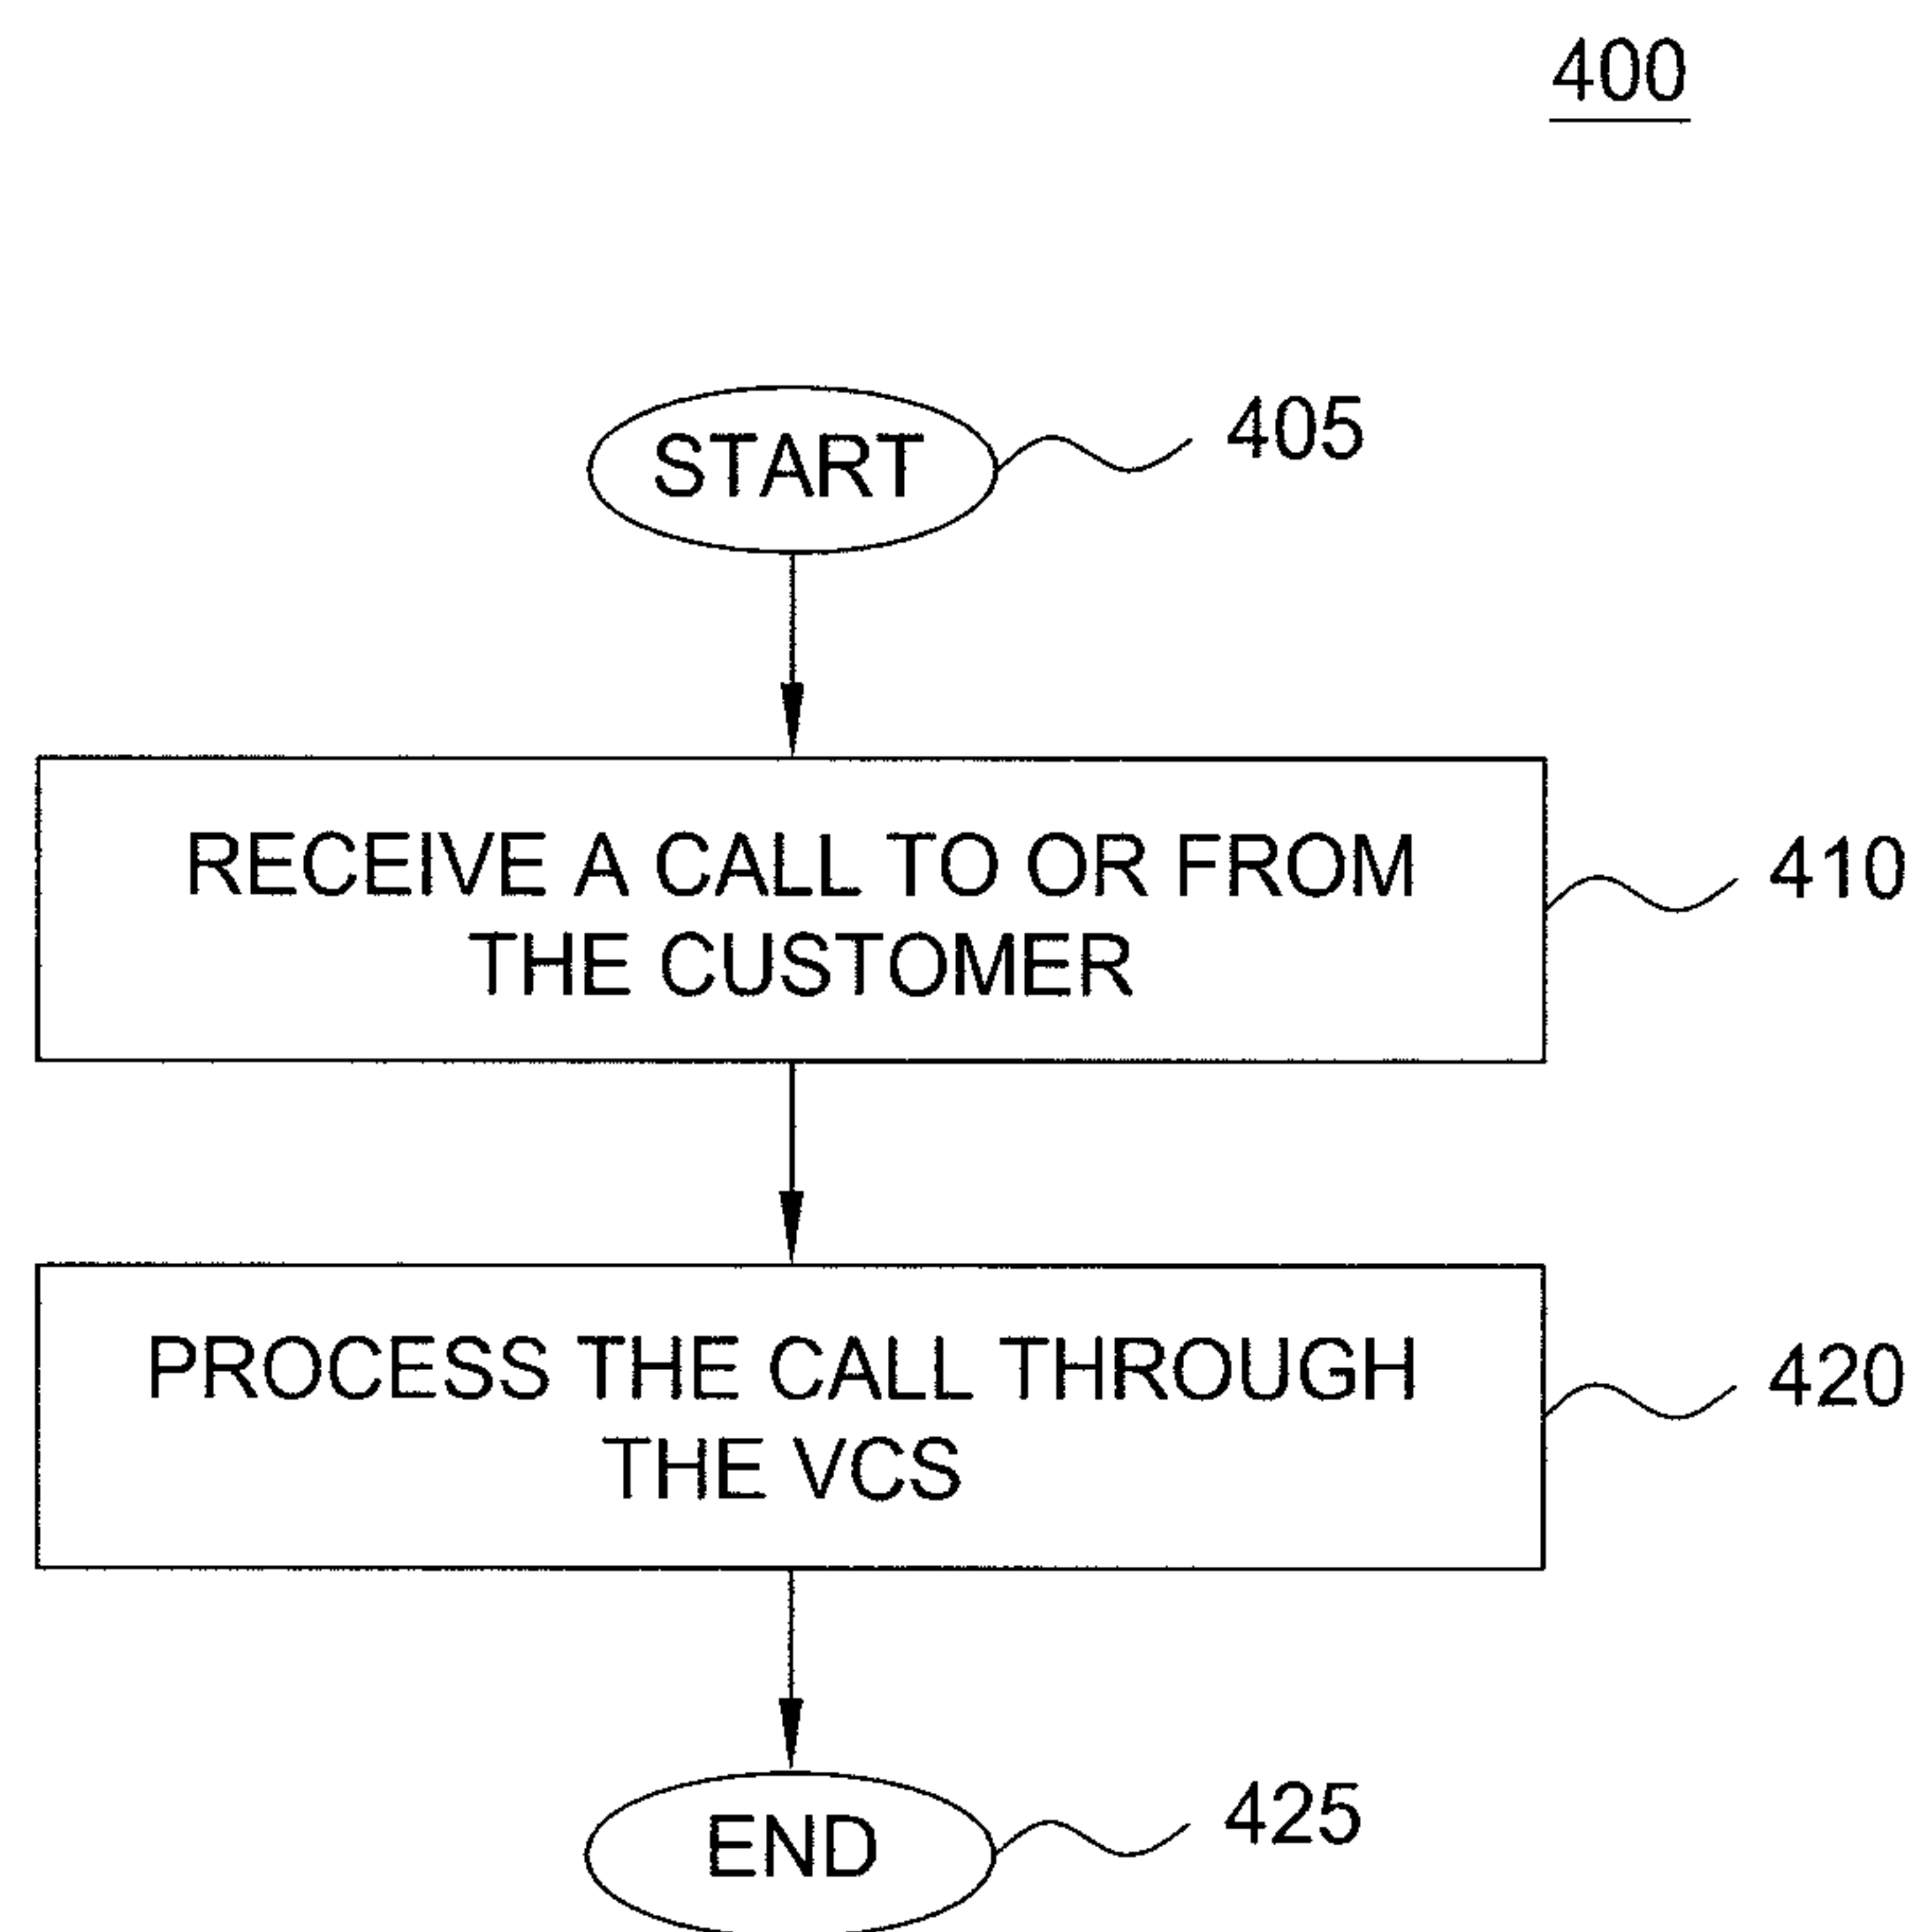 400
START
405
RECEIVE A CALL TO OR FROM
THE CUSTOMER
410
PROCESS THE CALL THROUGH
THE VCS
420
END
425